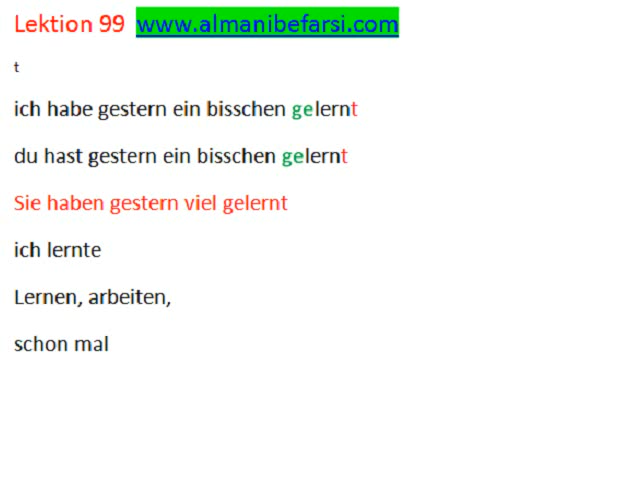 Lektion 99 www.almanibefarsi.com
t
ich habe gestern ein bisschen gelernt
du hast gestern ein bisschen gelernt
Sie haben gestern viel gelernt
ich lernte
Lernen, arbeiten,
schon mal